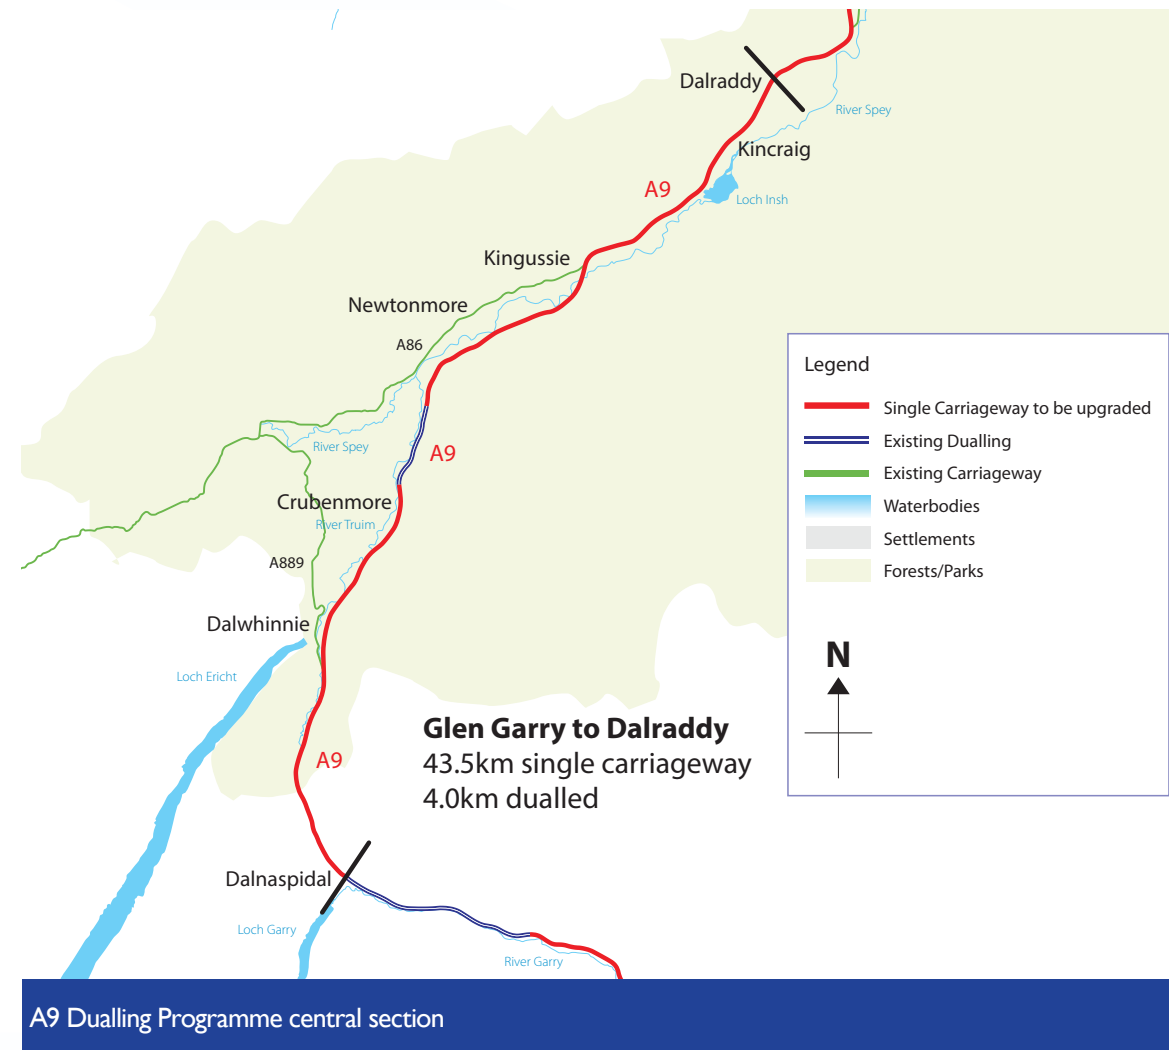 Dalraddy
River Spey
Kincraig
A9
Loch Insh
Kingussie
Newtonmore
A86
River Spey
A9
Crubenmore
River Truim
A889
Dalwhinnie
Loch Ericht
A9
Glen Garry to Dalraddy
43.5km single carriageway
4.0km dualled
Dalnaspidal
Loch Garry
River Garry
Legend
Single Carriageway to be upgraded
Existing Dualling
Existing Carriageway
Waterbodies
Settlements
Forests/Parks
N
A9 Dualling Programme central section